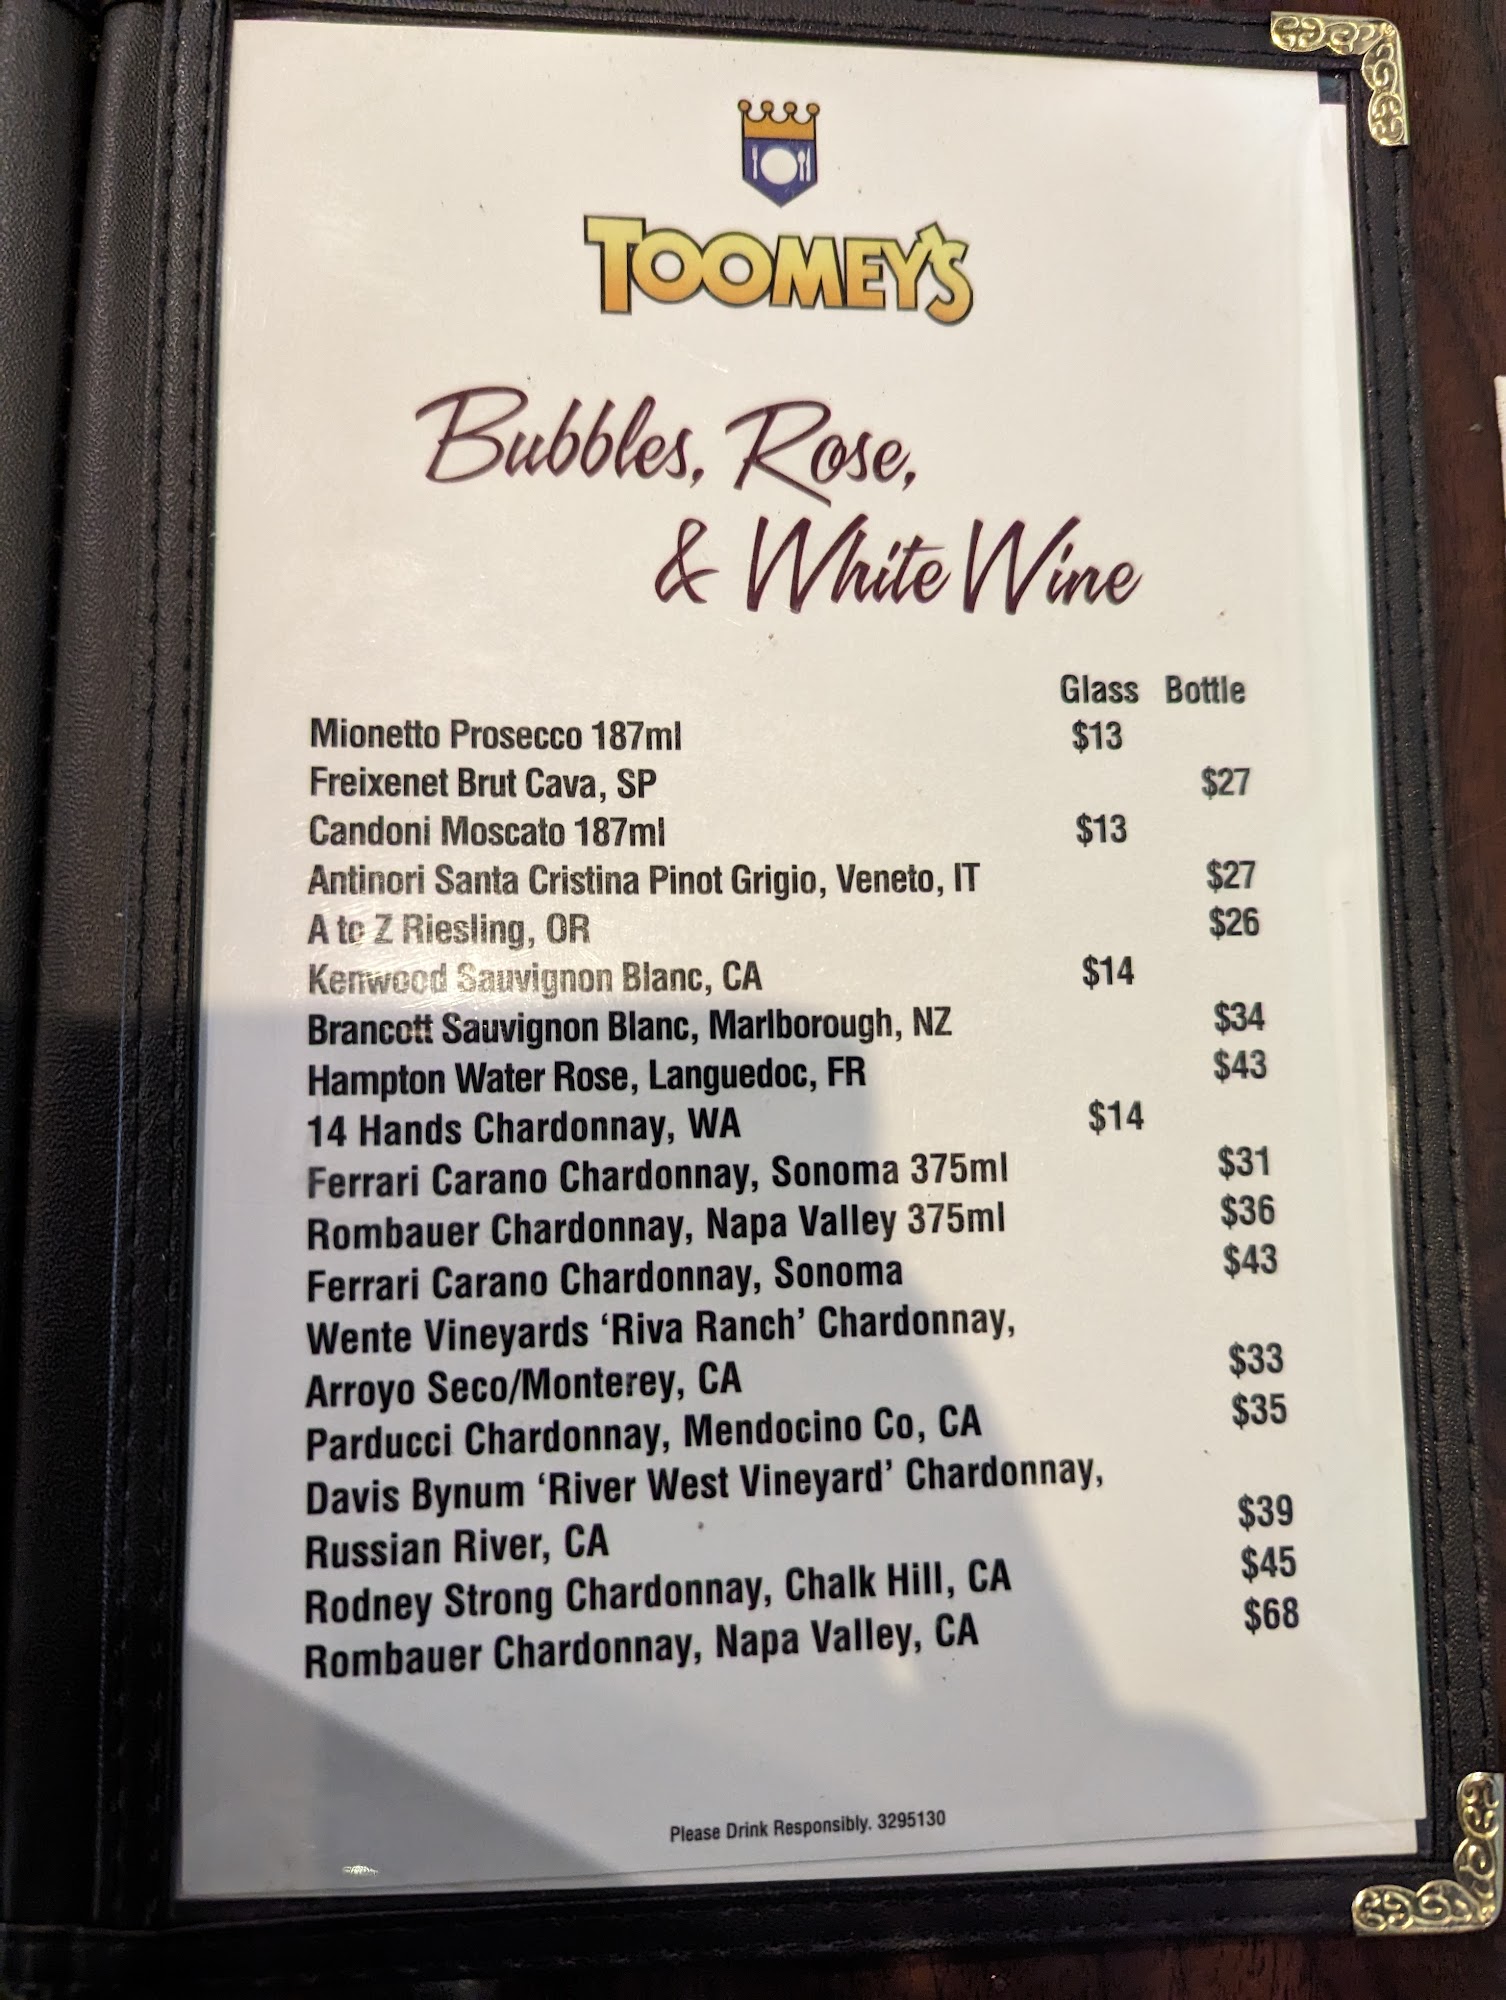 TOOMEY'S
Bubbles, Rose,
& White Wine
Glass Bottle
Mionetto Prosecco 187ml $13
Freixenet Brut Cava, SP $27
Candoni Moscato 187ml $13
Antinori Santa Cristina Pinot Grigio, Veneto, IT $27
A to Z Riesling, OR $26
Kenwood Sauvignon Blanc, CA $14
Brancott Sauvignon Blanc, Marlborough, NZ $34
Hampton Water Rose, Languedoc, FR $43
14 Hands Chardonnay, WA $14
Ferrari Carano Chardonnay, Sonoma 375ml $31
Rombauer Chardonnay, Napa Valley 375ml $36
Ferrari Carano Chardonnay, Sonoma $43
Wente Vineyards ‘Riva Ranch’ Chardonnay,
Arroyo Seco/Monterey, CA $33
Parducci Chardonnay, Mendocino Co, CA $35
Davis Bynum ‘River West Vineyard’ Chardonnay,
Russian River, CA $39
Rodney Strong Chardonnay, Chalk Hill, CA $45
Rombauer Chardonnay, Napa Valley, CA $68
Please Drink Responsibly. 3295130